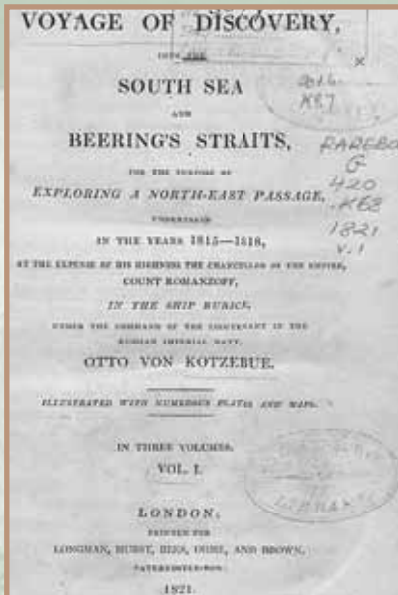 VOYAGE OF DISCOVERY,
INTO THE
SOUTH SEA
AND
BEERING'S STRAITS,
FOR THE PURPOSE OF
EXPLORING A NORTH-EAST PASSAGE,
UNDERTAKEN
IN THE YEARS 1815—1818,
AT THE EXPENSE OF HIS HIGHNESS THE CHANCELLOR OF THE EMPIRE,
COUNT ROMANZOFF,
IN THE SHIP RURICK,
UNDER THE COMMAND OF THE LIEUTENANT IN THE
RUSSIAN IMPERIAL NAVY,
OTTO VON KOTZEBUE.
ILLUSTRATED WITH NUMEROUS PLATES AND MAPS.
IN THREE VOLUMES.
VOL. I.
LONDON:
PRINTED FOR
LONGMAN, HURST, REES, ORME, AND BROWN,
PATERNOSTER-ROW.
1821.
RAREBO
G
420
.K68
1821
v.1